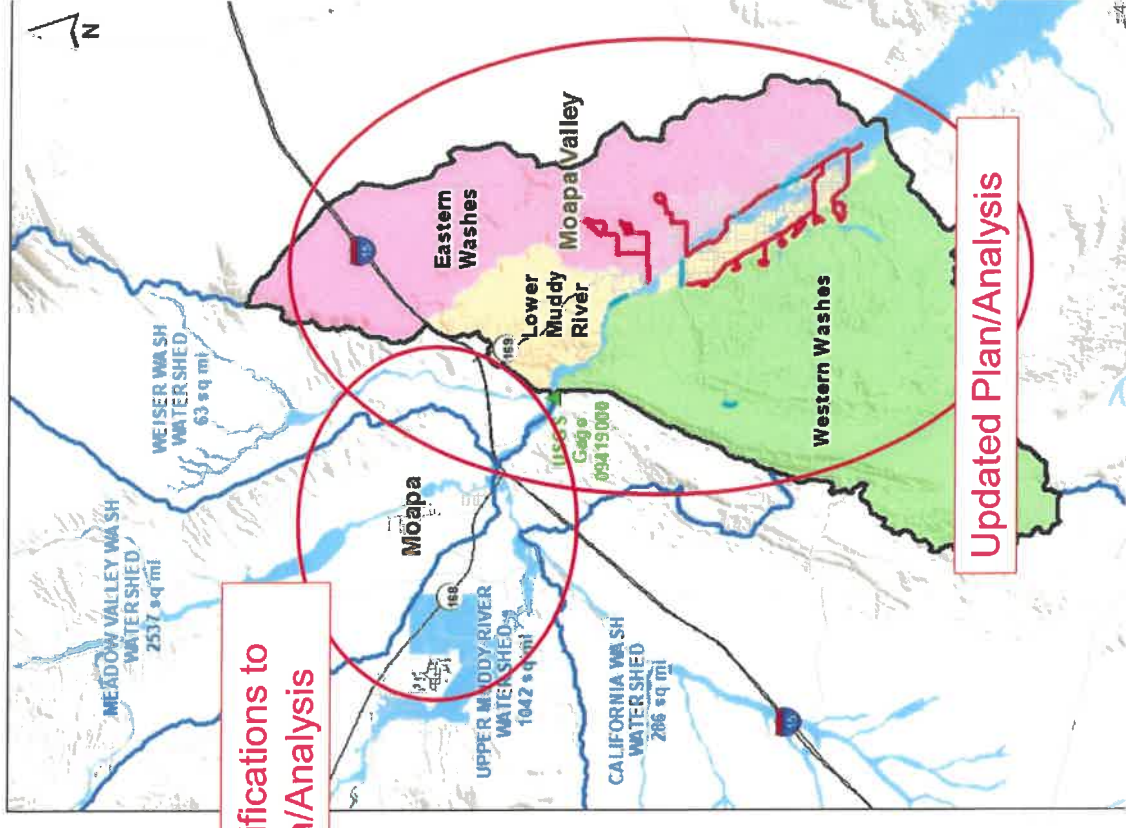 N
MEADOW VALLEY WASH
WATERSHED
2537 sq mi
WEISER WASH
WATERSHED
63 sq mi
ifications to
n/Analysis
Moapa
168
169
Eastern
Washes
Moapa Valley
Lower
Muddy
River
UPPER MUDDY RIVER
WATERSHED
1042 sq mi
USGS
Gage
09419000
CALIFORNIA WASH
WATERSHED
286 sq mi
Western Washes
15
Updated Plan/Analysis